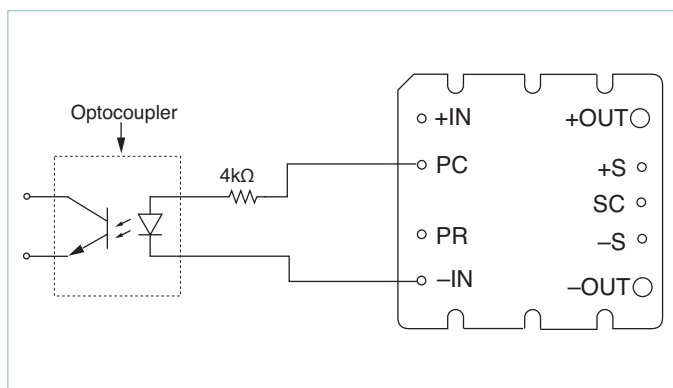 Optocoupler
4kΩ
+IN
PC
PR
–IN
+OUT
+S
SC
–S
–OUT